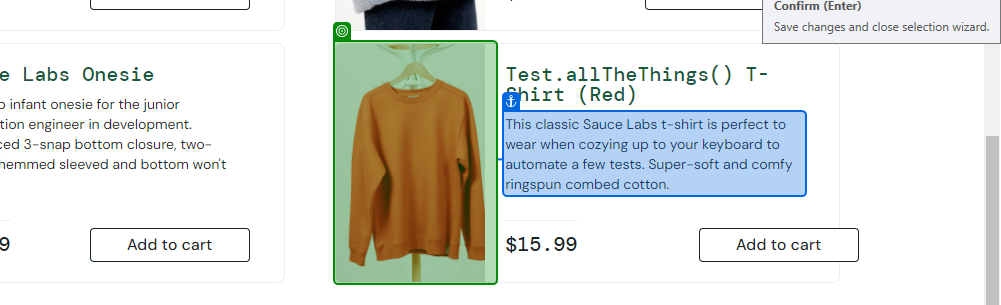 Confirm (Enter)
Save changes and close selection wizard.
e Labs Onesie
infant onesie for the junior
tion engineer in development.
ced 3-snap bottom closure, two-
hemmed sleeved and bottom won't
9
Add to cart
Test.allTheThings() T-
Shirt (Red)
This classic Sauce Labs t-shirt is perfect to
wear when cozying up to your keyboard to
automate a few tests. Super-soft and comfy
ringspun combed cotton.
$15.99
Add to cart